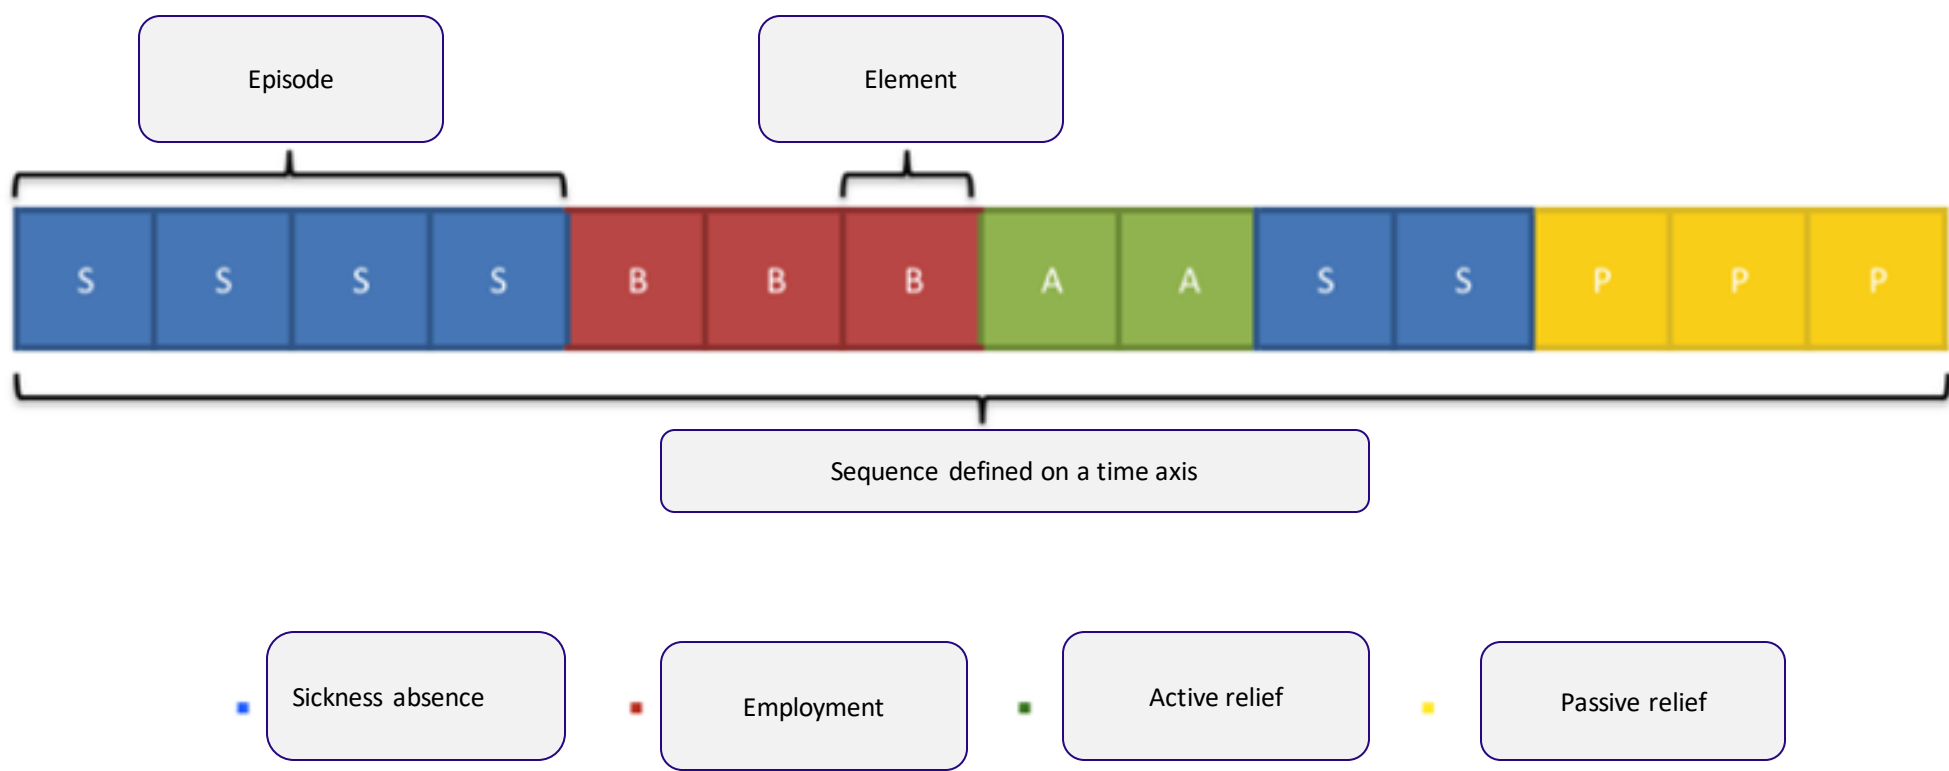 Episode
Element
S S S S B B B A A S S P P P
Sequence defined on a time axis
Sickness absence
Employment
Active relief
Passive relief